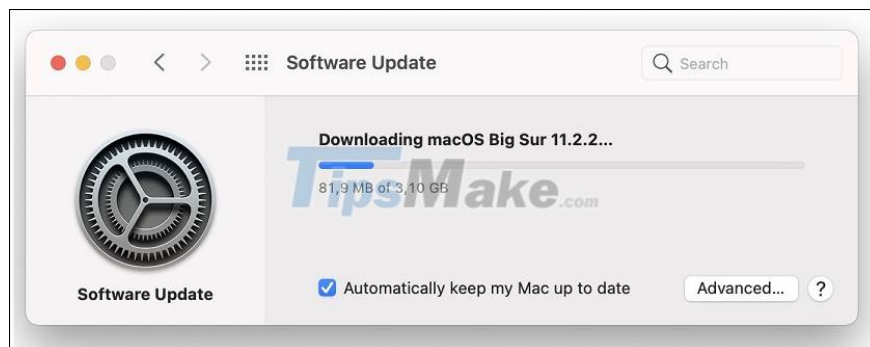 Software Update
Search
Downloading macOS Big Sur 11.2.2...
81,9 MB of 3,10 GB
TipsMake.com
Software Update
Automatically keep my Mac up to date
Advanced...
?